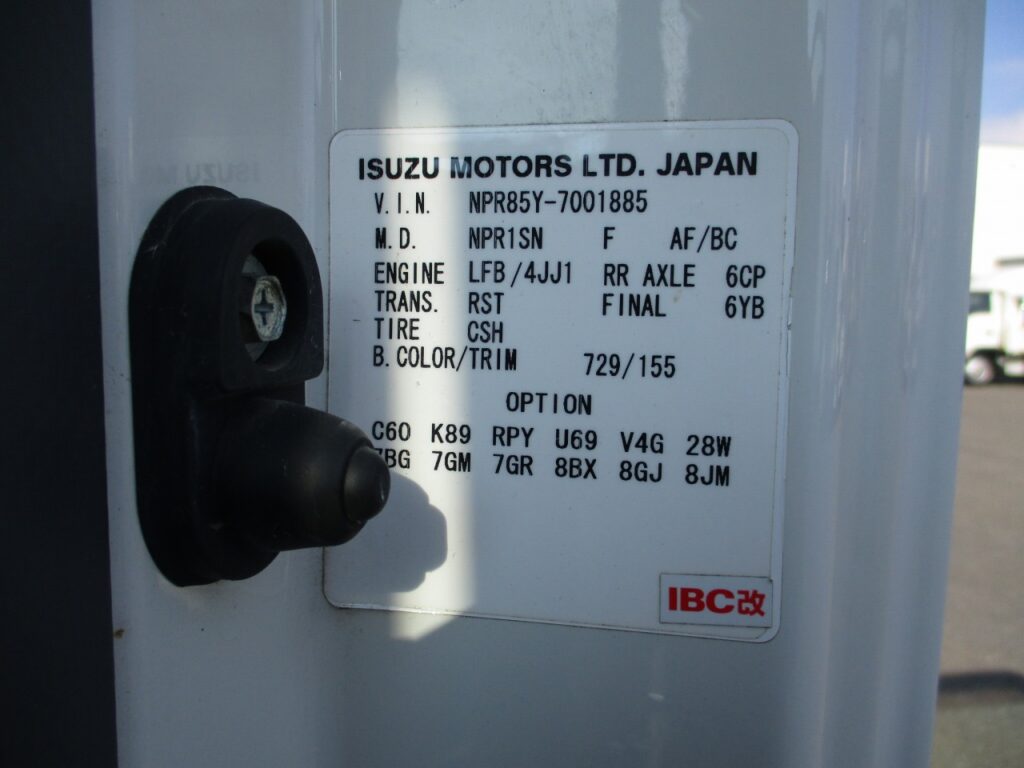 ISUZU MOTORS LTD. JAPAN
V.I.N. NPR85Y-7001885
M.D. NPR1SN F AF/BC
ENGINE LFB/4JJ1 RR AXLE 6CP
TRANS. RST FINAL 6YB
TIRE CSH
B.COLOR/TRIM 729/155
OPTION
C60 K89 RPY U69 V4G 28W
7BG 7GM 7GR 8BX 8GJ 8JM
IBC改